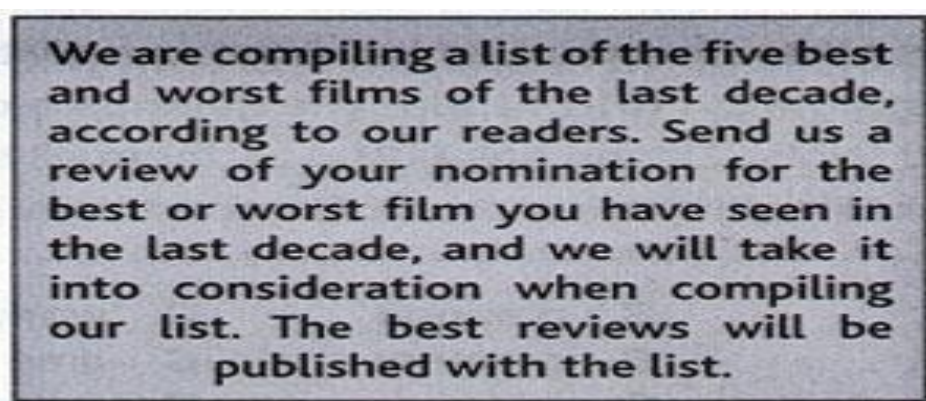 We are compiling a list of the five best
and worst films of the last decade,
according to our readers. Send us a
review of your nomination for the
best or worst film you have seen in
the last decade, and we will take it
into consideration when compiling
our list. The best reviews will be
published with the list.